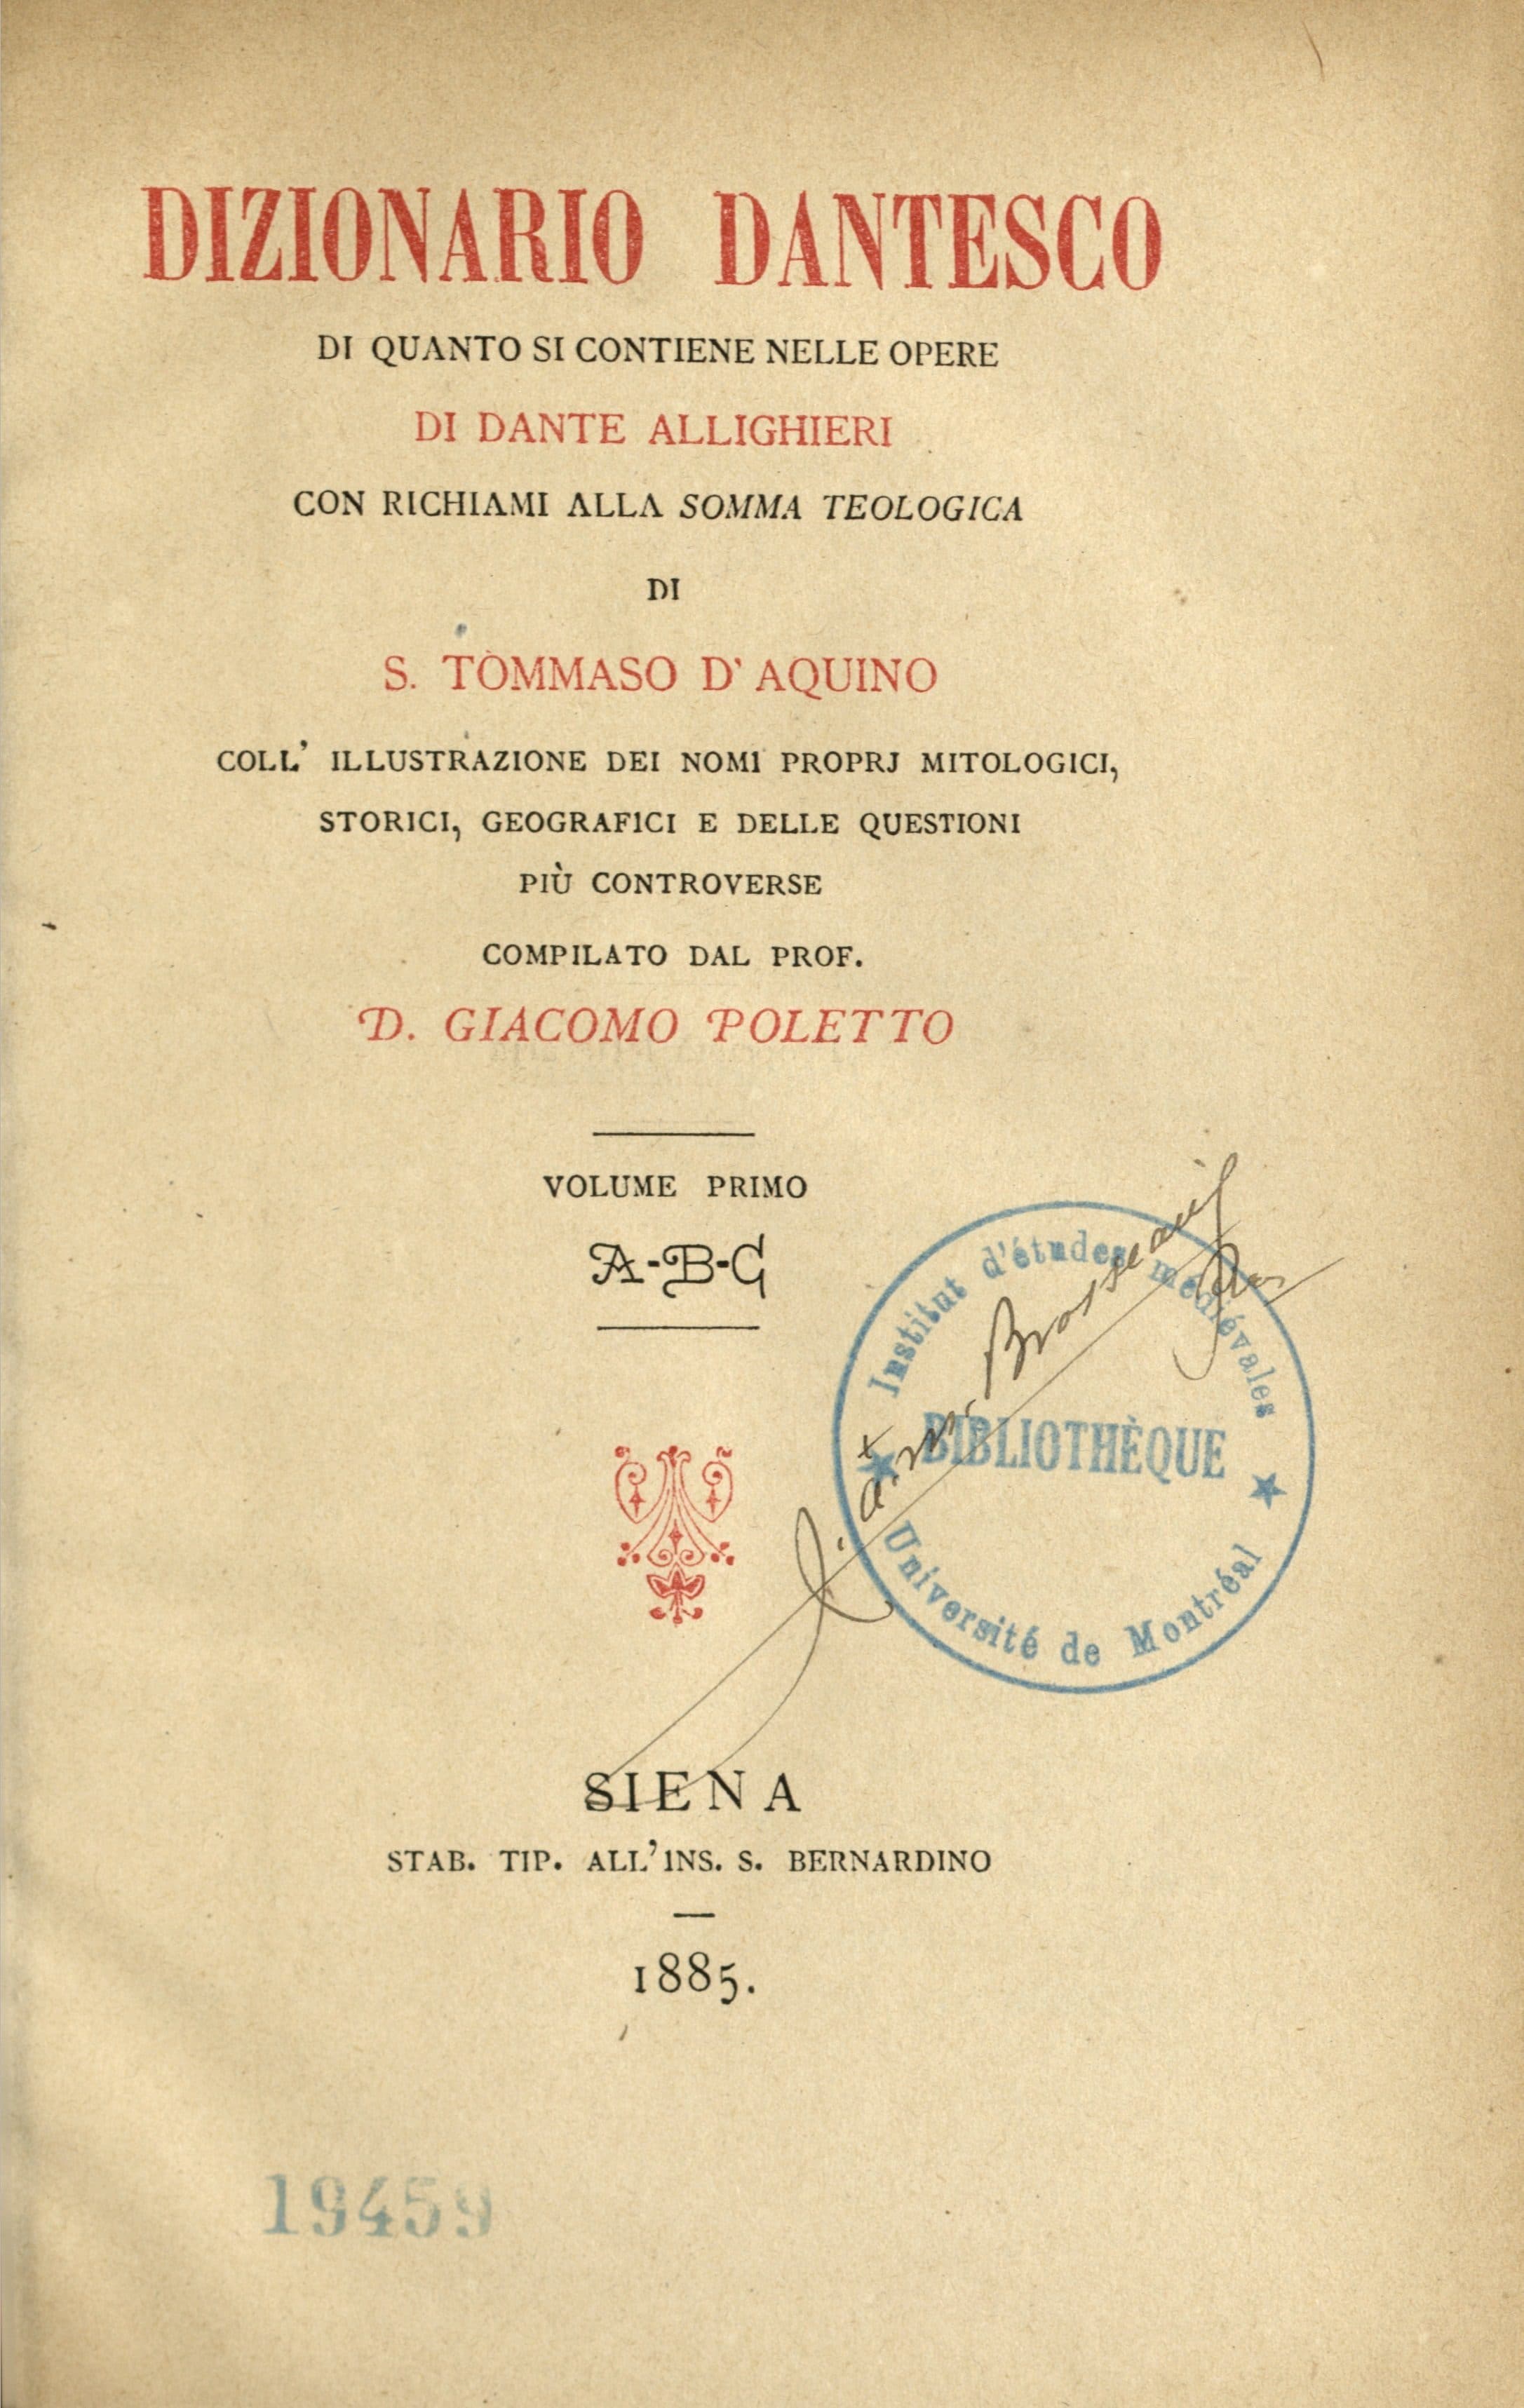 DIZIONARIO DANTESCO
DI QUANTO SI CONTIENE NELLE OPERE
DI DANTE ALLIGHIERI
CON RICHIAMI ALLA SOMMA TEOLOGICA
DI
S. TOMMASO D' AQUINO
COLL' ILLUSTRAZIONE DEI NOMI PROPRJ MITOLOGICI,
STORICI, GEOGRAFICI E DELLE QUESTIONI
PIÙ CONTROVERSE
COMPILATO DAL PROF.
D. GIACOMO POLETTO
VOLUME PRIMO
A-B-C
Institut d'études médiévales
BIBLIOTHÈQUE
Université de Montréal
SIENA
STAB. TIP. ALL'INS. S. BERNARDINO
1885.
19459